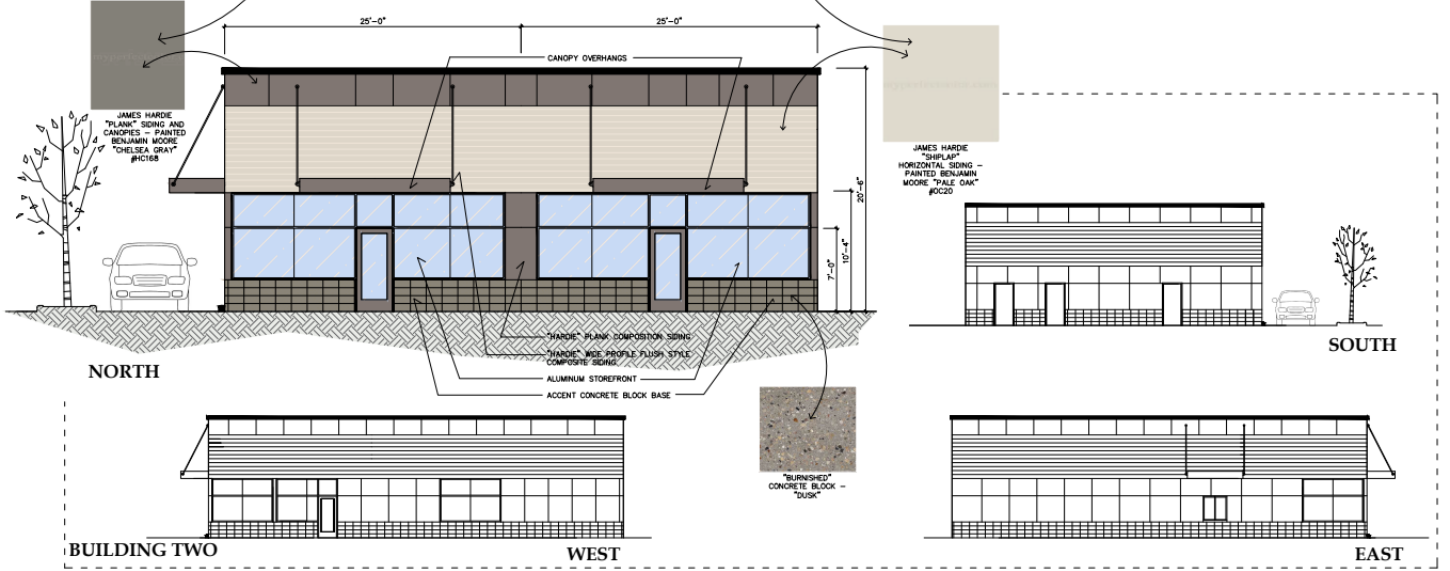 25'-0"
25'-0"
CANOPY OVERHANGS
JAMES HARDIE
"PLANK" SIDING AND
CANOPIES – PAINTED
BENJAMIN MOORE
"CHELSEA GRAY"
#HC168
JAMES HARDIE
"SHIPLAP"
HORIZONTAL SIDING –
PAINTED BENJAMIN
MOORE "PALE OAK"
#OC20
20'-6"
10'-4"
7'-0"
"HARDIE" PLANK COMPOSITION SIDING
"HARDIE" WIDE PROFILE FLUSH STYLE
COMPOSITE SIDING
ALUMINUM STOREFRONT
ACCENT CONCRETE BLOCK BASE
NORTH
SOUTH
"BURNISHED"
CONCRETE BLOCK –
"DUSK"
BUILDING TWO
WEST
EAST